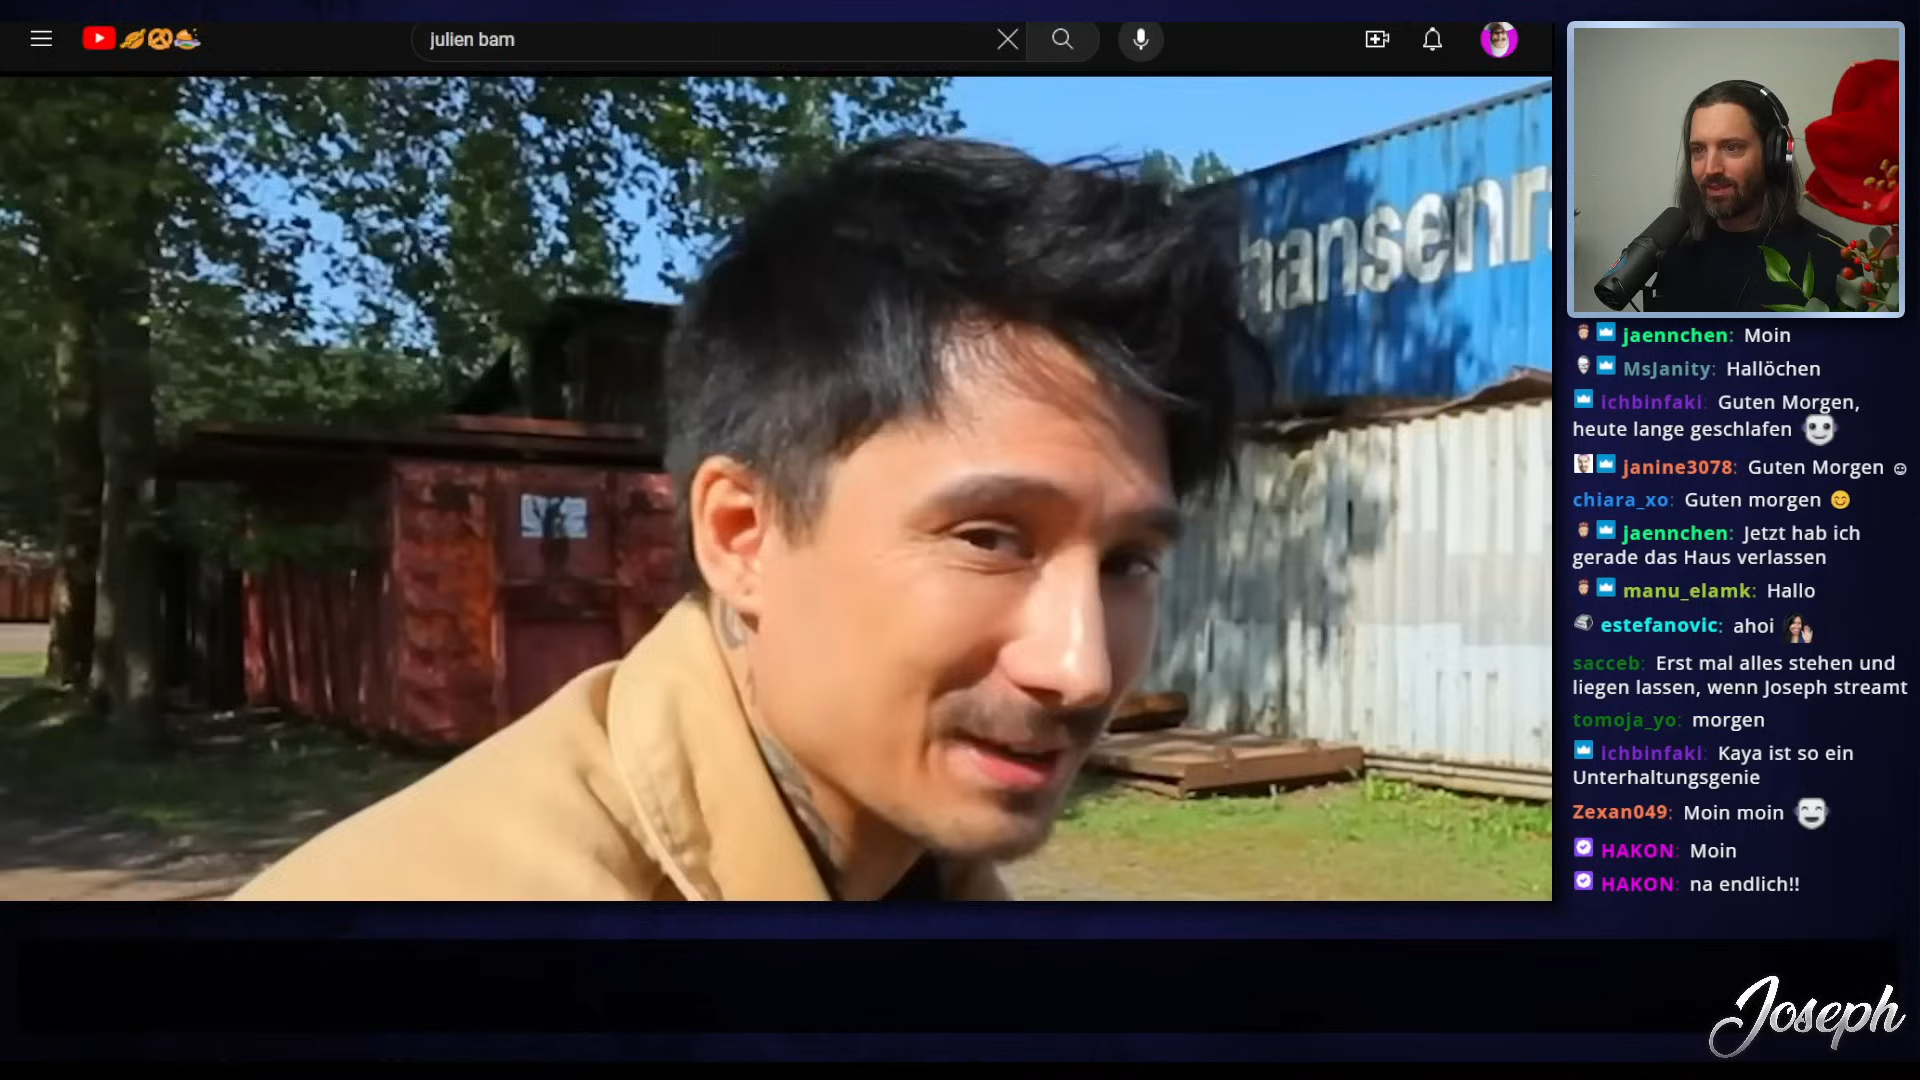 julien bam
hansenr
jaennchen: Moin
MsJanity: Hallöchen
Ichbinfaki: Guten Morgen,
heute lange geschlafen
janine3078: Guten Morgen ☺
chiara_xo: Guten morgen 😊
jaennchen: Jetzt hab ich
gerade das Haus verlassen
manu_elamk: Hallo
estefanovic: ahoi
sacceb: Erst mal alles stehen und
liegen lassen, wenn Joseph streamt
tomoja_yo: morgen
Ichbinfaki: Kaya ist so ein
Unterhaltungsgenie
Zexan049: Moin moin
HAKON: Moin
HAKON: na endlich!!
Joseph